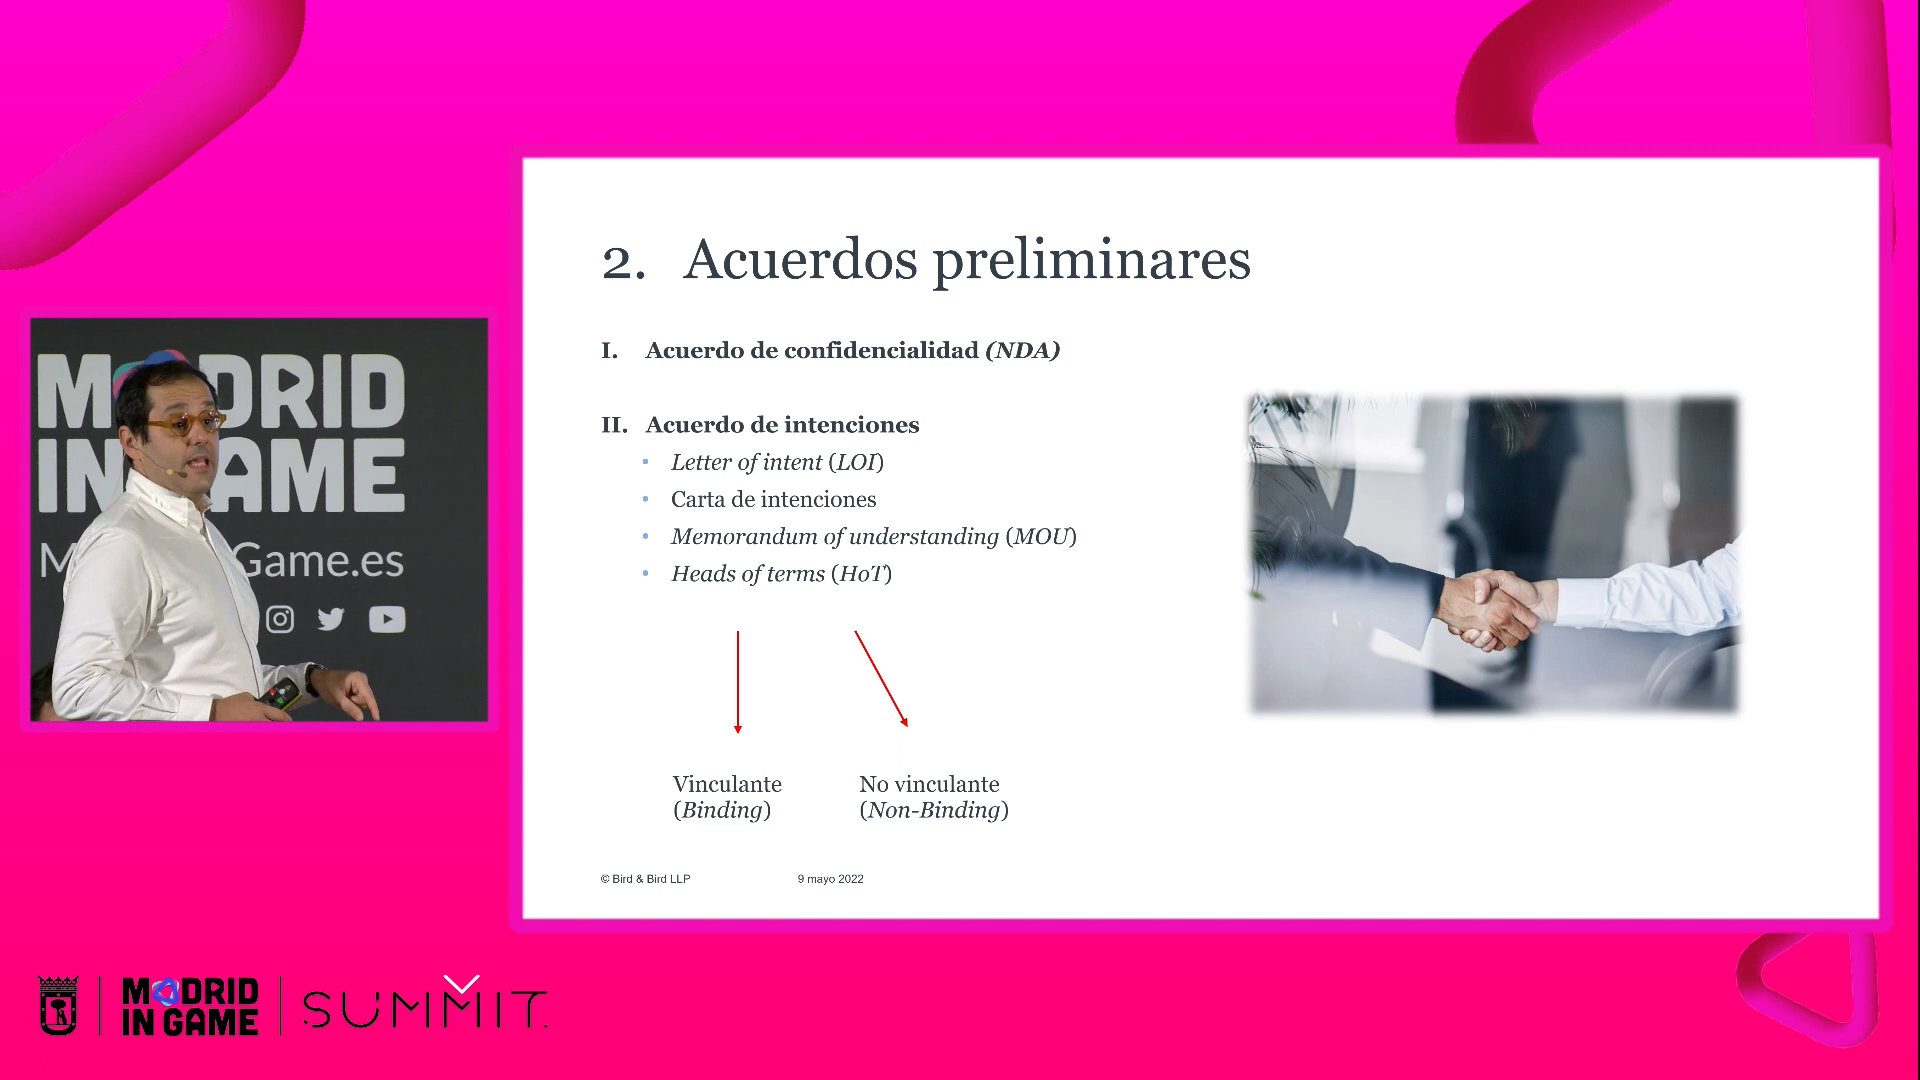 MADRID
IN GAME
Game.es
2. Acuerdos preliminares
I. Acuerdo de confidencialidad (NDA)
II. Acuerdo de intenciones
• Letter of intent (LOI)
• Carta de intenciones
• Memorandum of understanding (MOU)
• Heads of terms (HoT)
Vinculante
(Binding)
No vinculante
(Non-Binding)
© Bird & Bird LLP
9 mayo 2022
MADRID
IN GAME
SUMMIT.